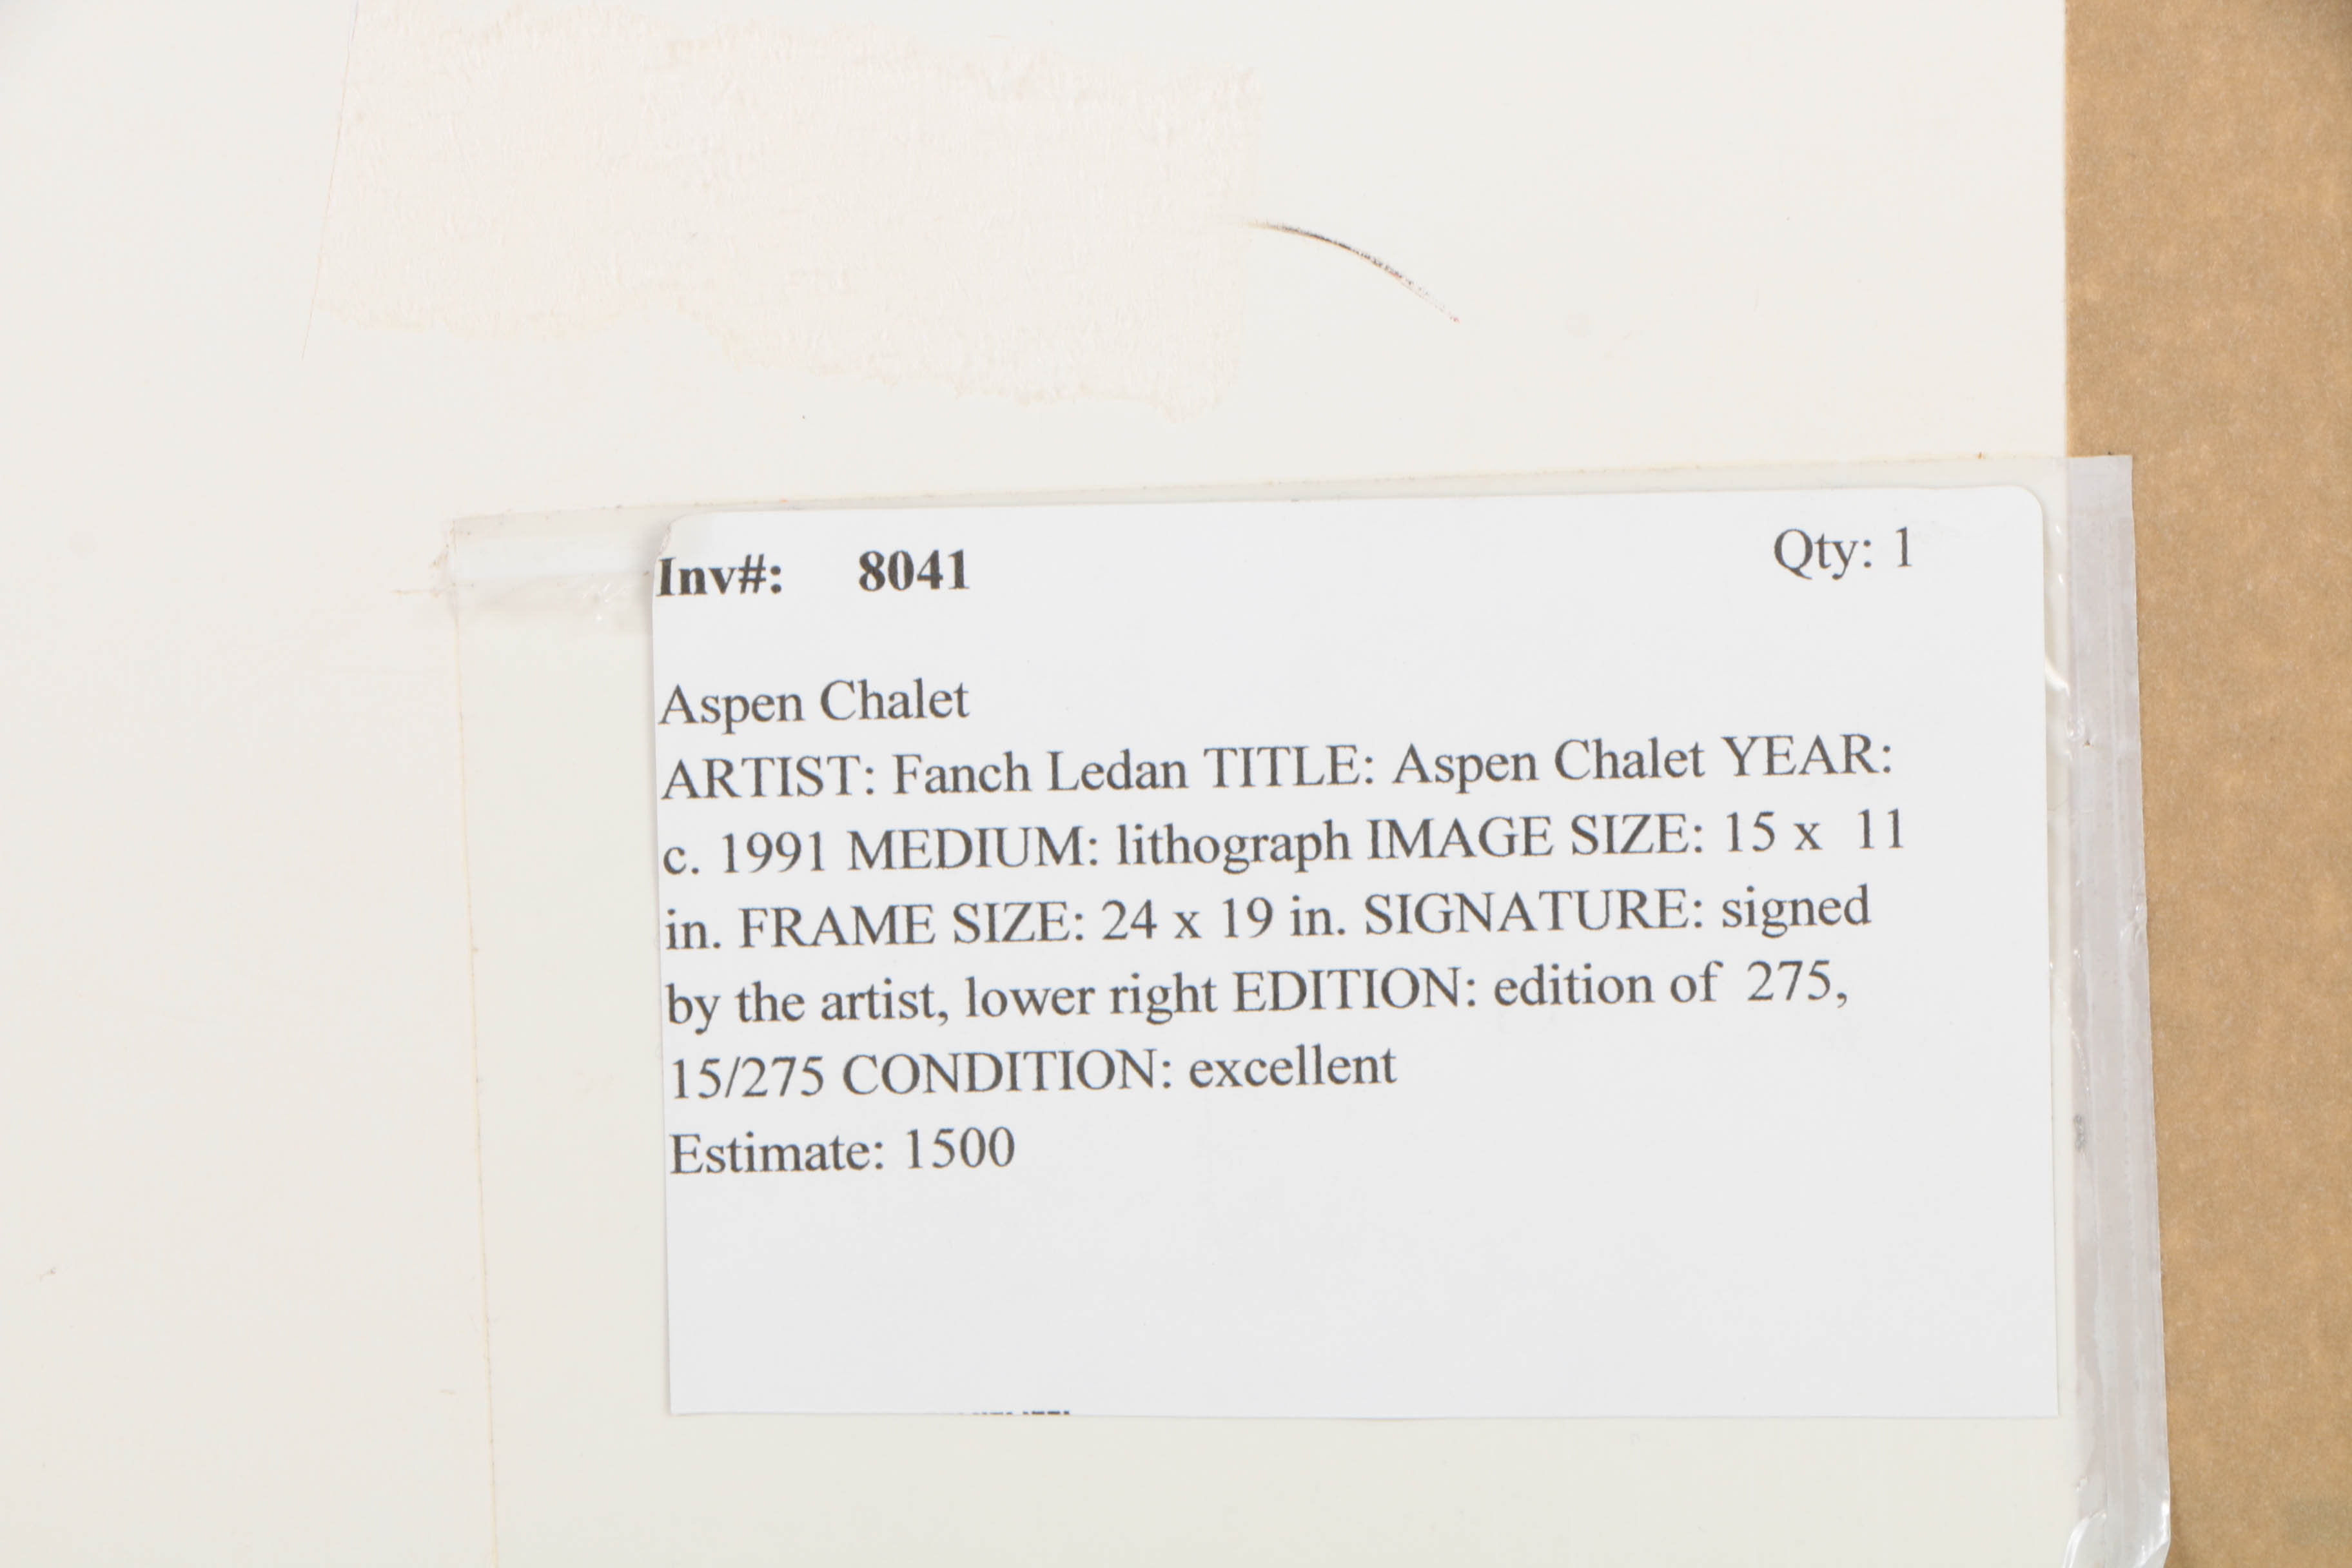 Inv#: 8041 Qty: 1
Aspen Chalet
ARTIST: Fanch Ledan TITLE: Aspen Chalet YEAR:
c. 1991 MEDIUM: lithograph IMAGE SIZE: 15 x 11
in. FRAME SIZE: 24 x 19 in. SIGNATURE: signed
by the artist, lower right EDITION: edition of 275,
15/275 CONDITION: excellent
Estimate: 1500